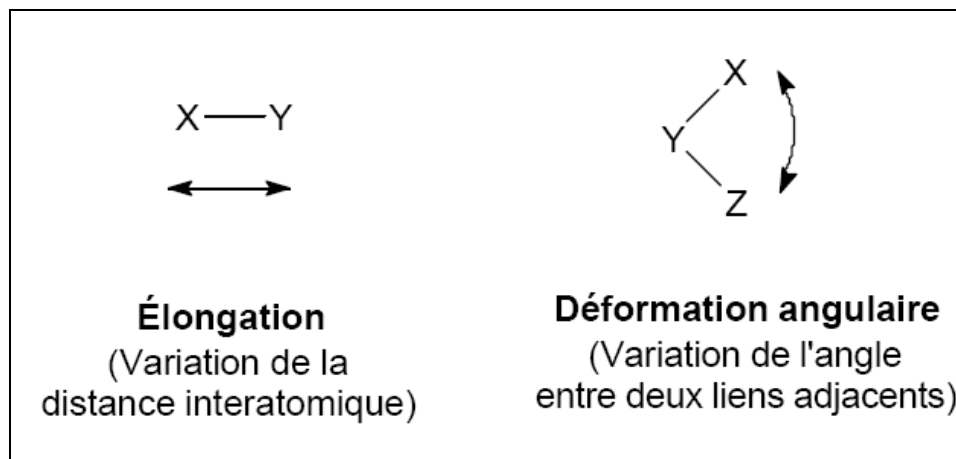 X — Y
X
Y
Z
Élongation
(Variation de la
distance interatomique)
Déformation angulaire
(Variation de l'angle
entre deux liens adjacents)